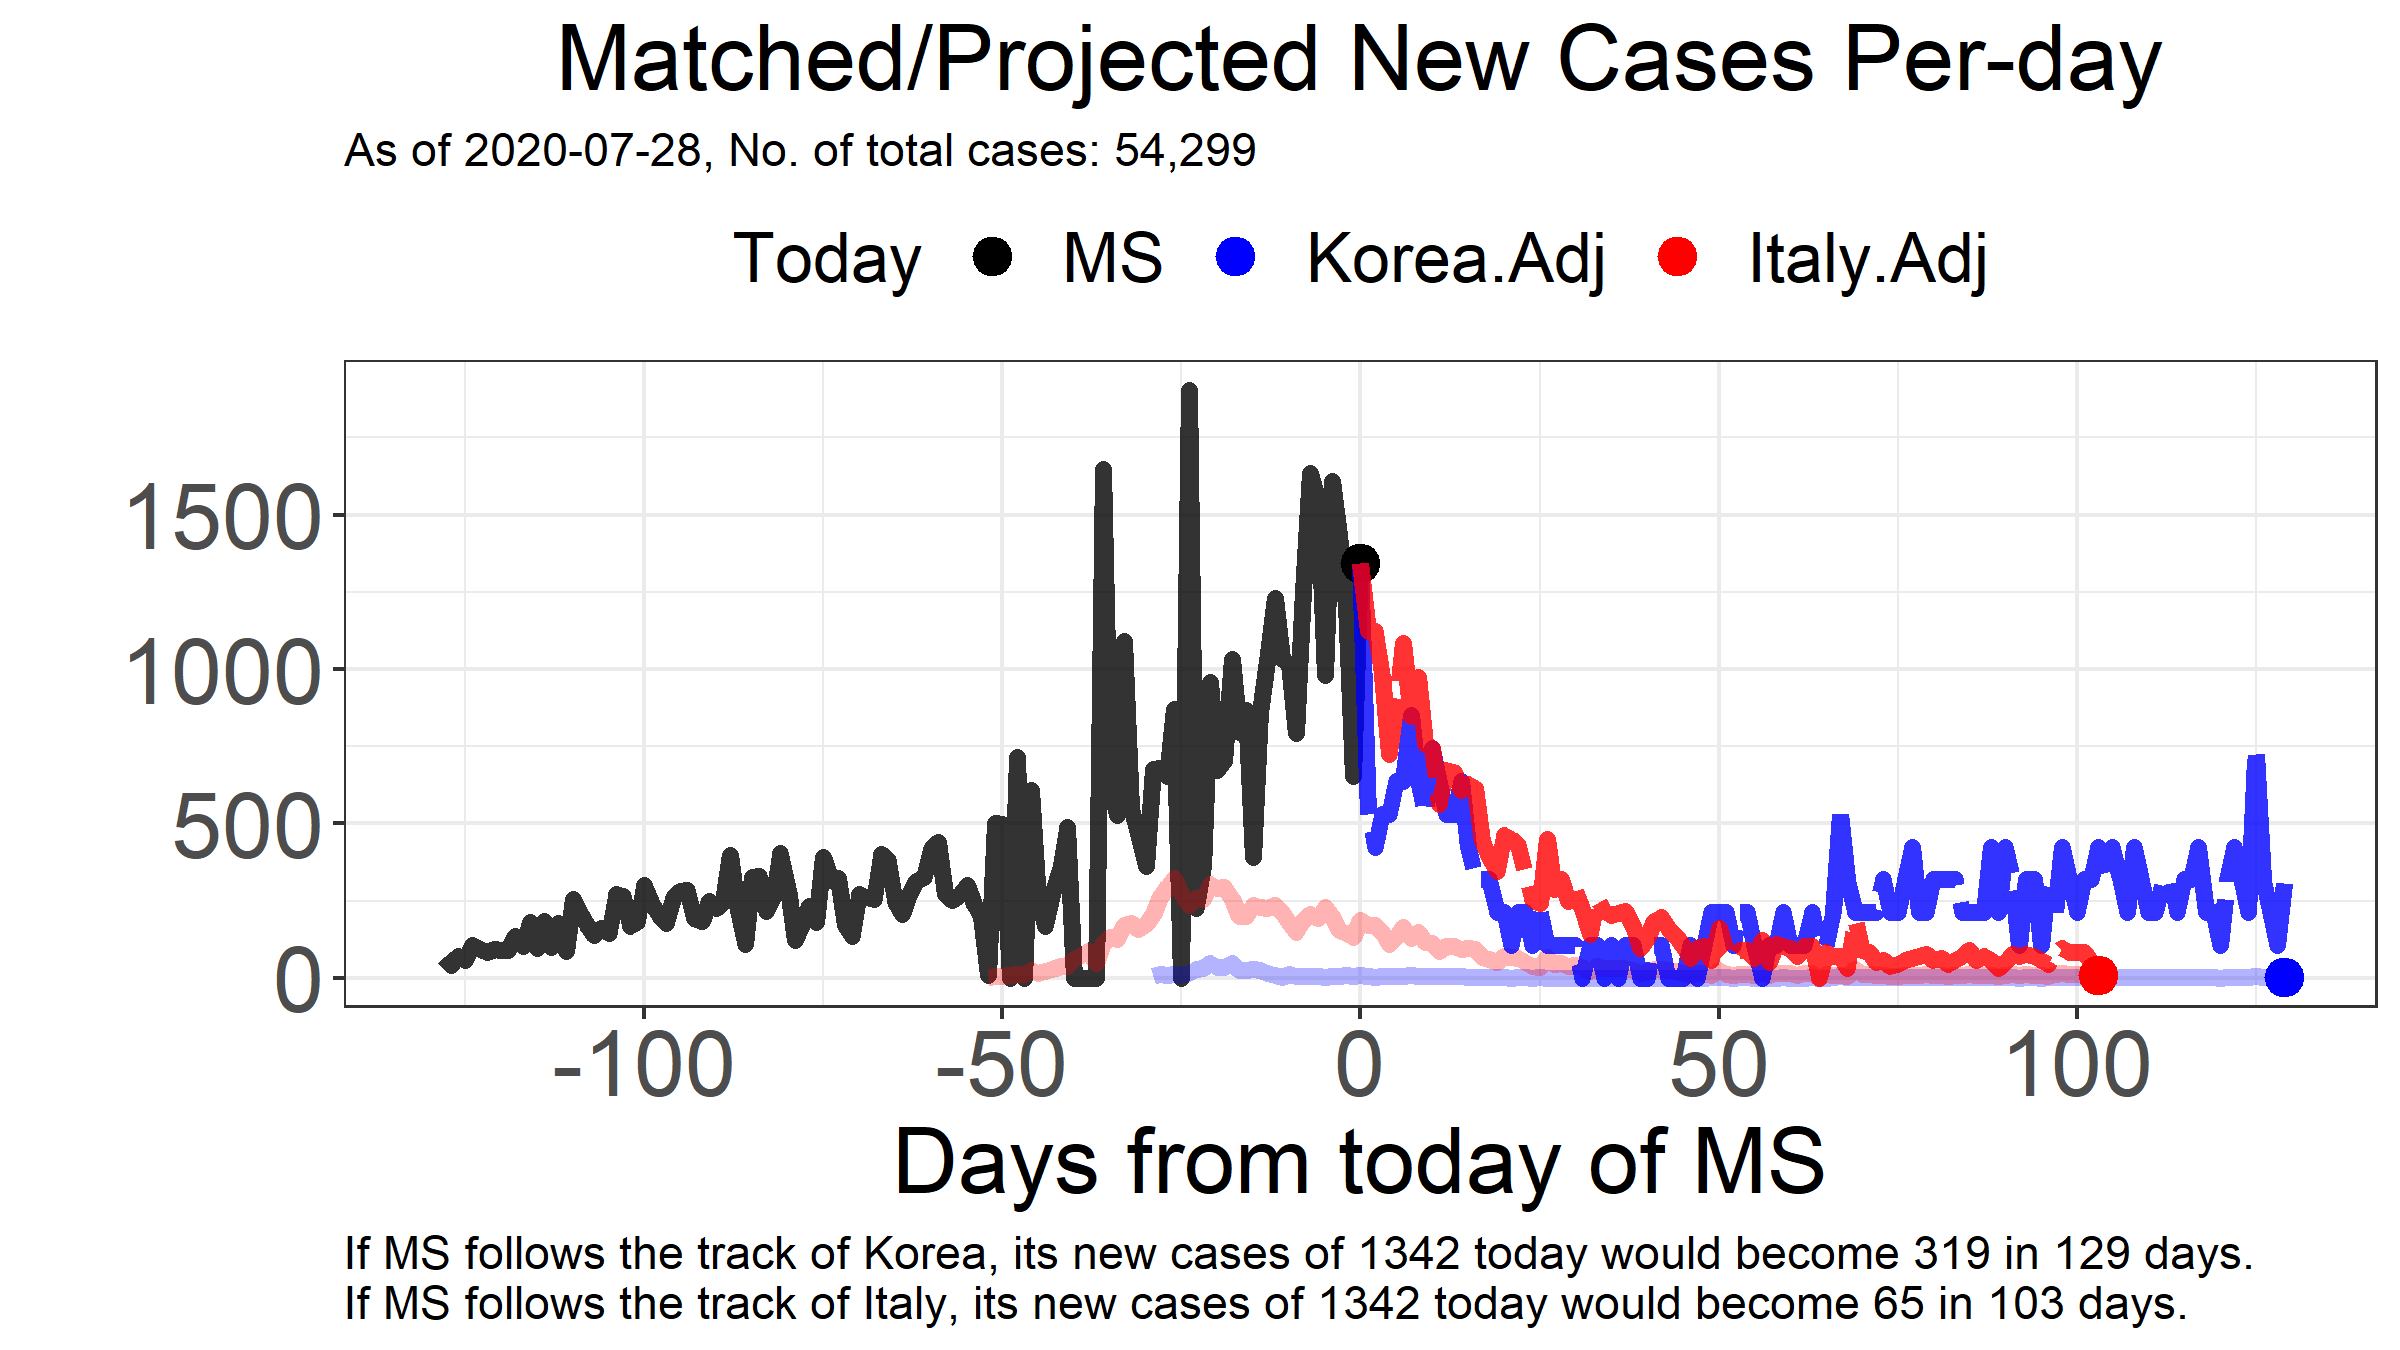 Matched/Projected New Cases Per-day
As of 2020-07-28, No. of total cases: 54,299
Today MS Korea.Adj Italy.Adj
1500
1000
500
0
-100 -50 0 50 100
Days from today of MS
If MS follows the track of Korea, its new cases of 1342 today would become 319 in 129 days.
If MS follows the track of Italy, its new cases of 1342 today would become 65 in 103 days.